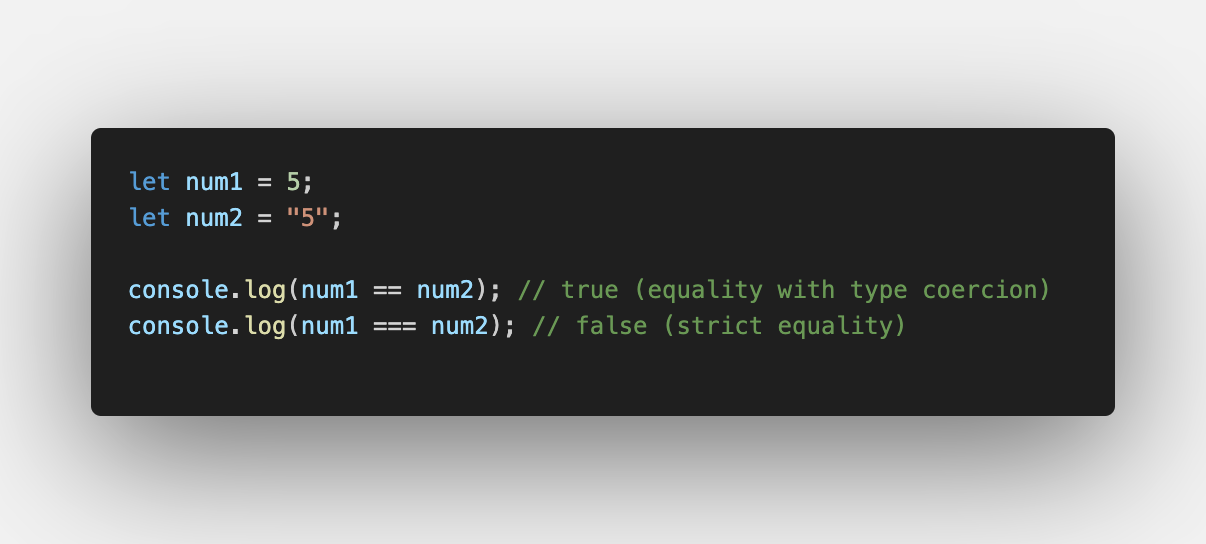 let num1 = 5;
let num2 = "5";
console.log(num1 == num2); // true (equality with type coercion)
console.log(num1 === num2); // false (strict equality)